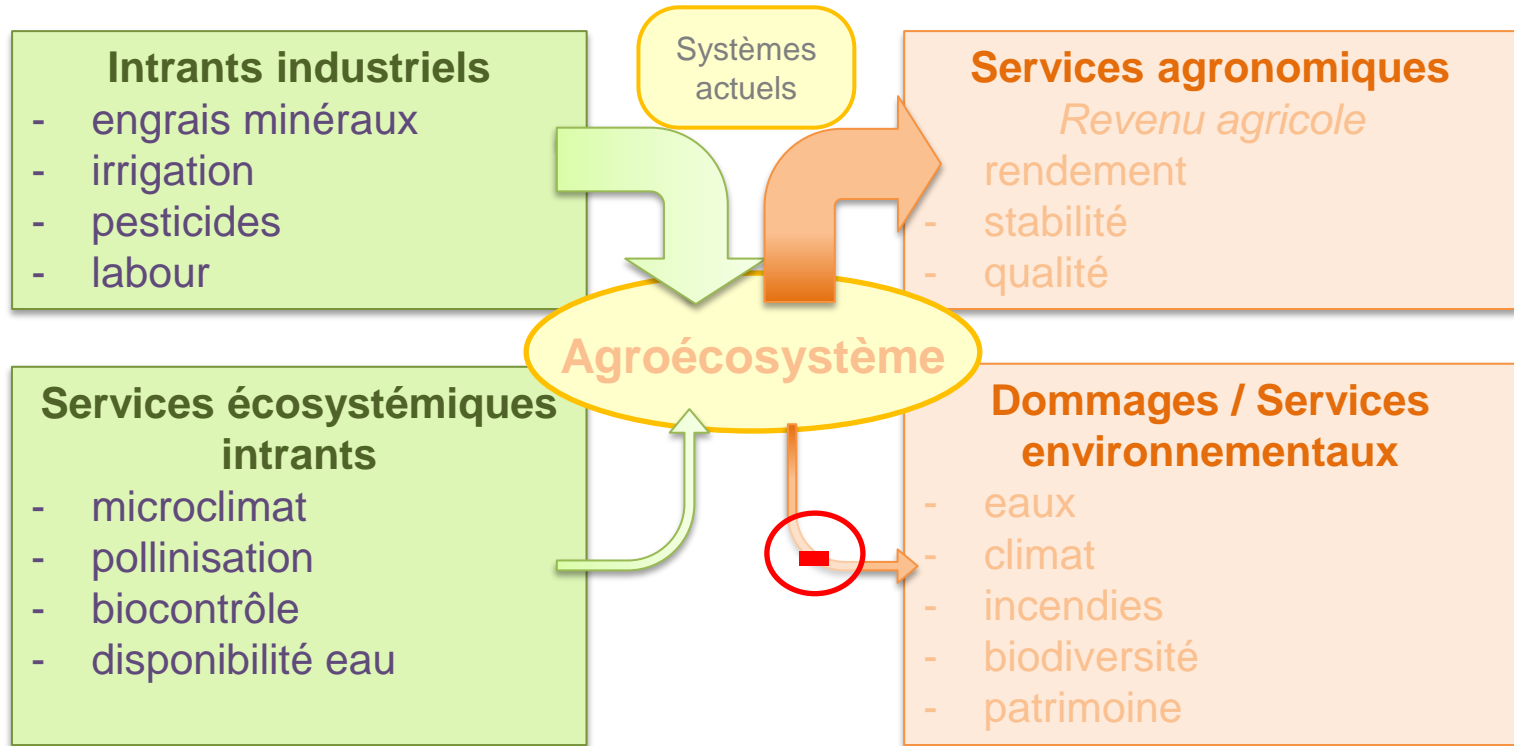 Systèmes
actuels
Intrants industriels
- engrais minéraux
- irrigation
- pesticides
- labour
Services agronomiques
Revenu agricole
- rendement
- stabilité
- qualité
Agroécosystème
Services écosystémiques
intrants
- microclimat
- pollinisation
- biocontrôle
- disponibilité eau
Dommages / Services
environnementaux
- eaux
- climat
- incendies
- biodiversité
- patrimoine